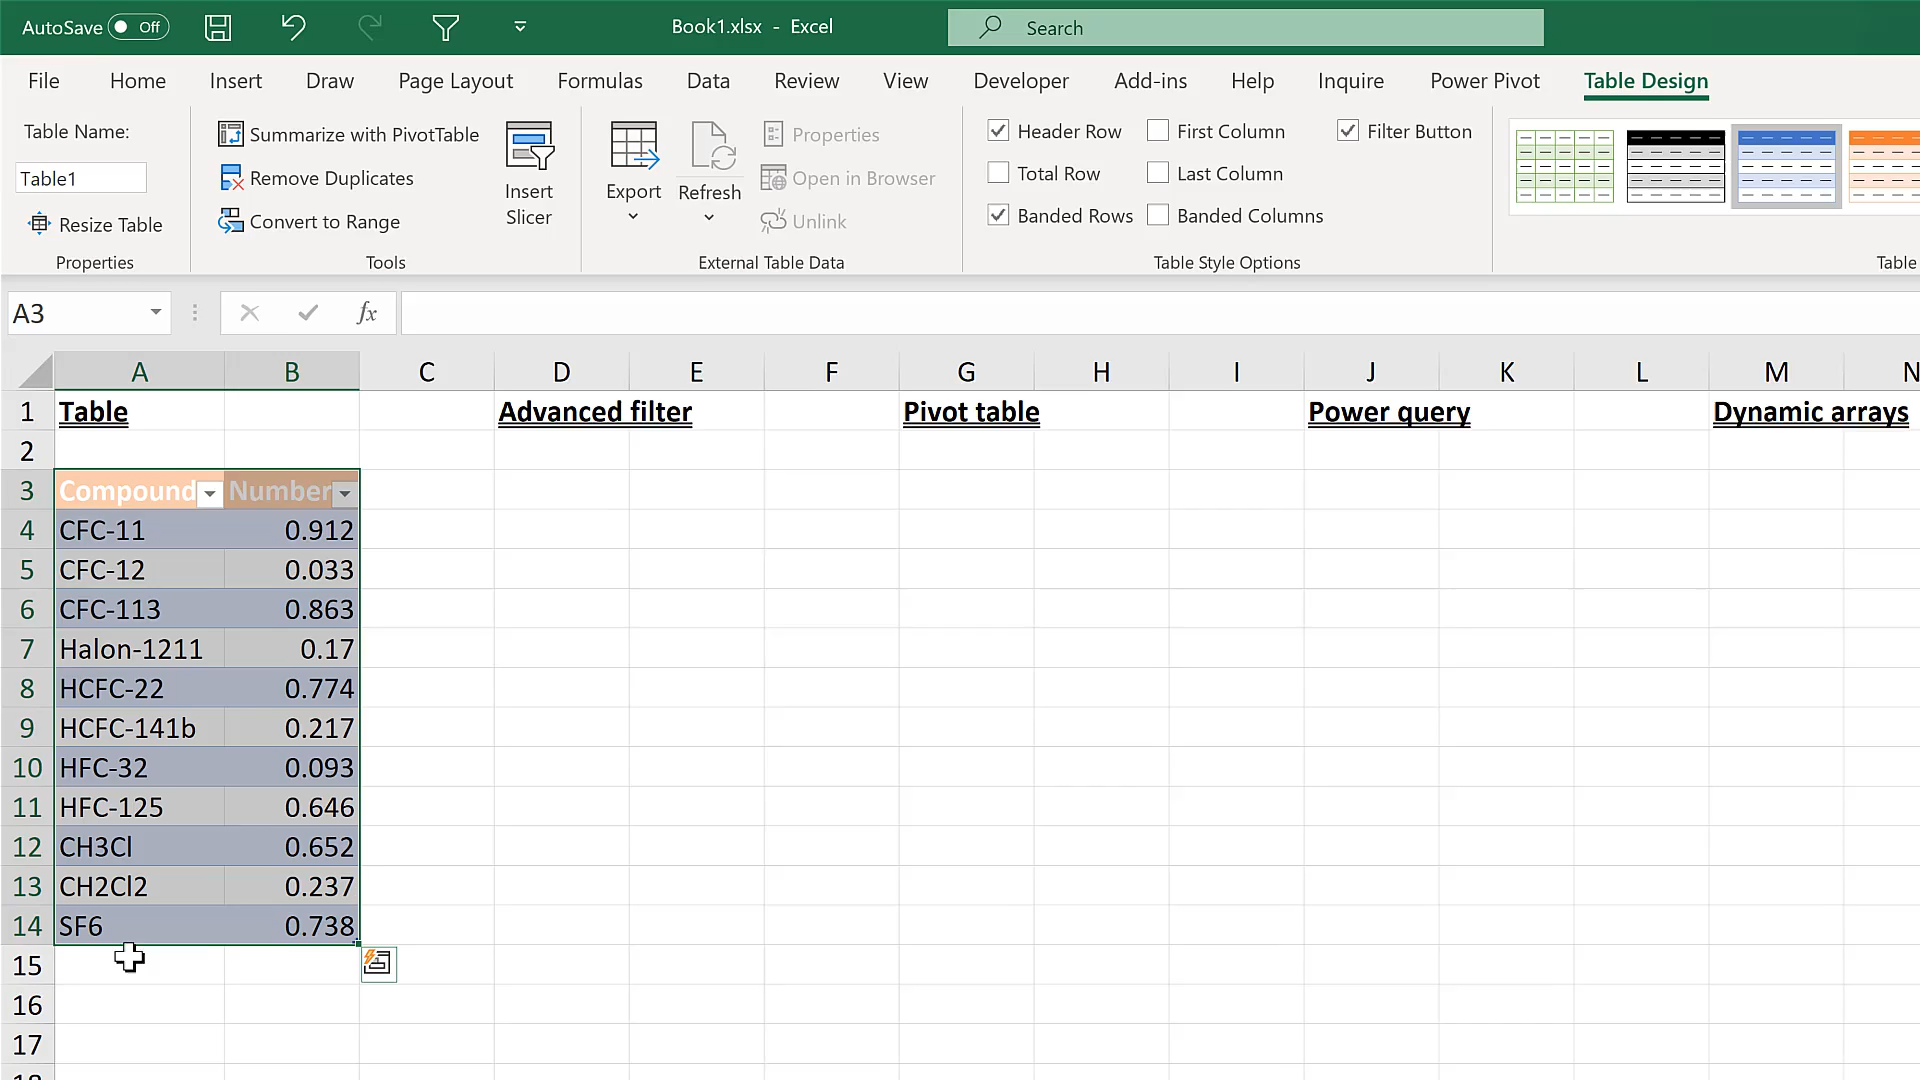 AutoSave Off Book1.xlsx - Excel Search
File Home Insert Draw Page Layout Formulas Data Review View Developer Add-ins Help Inquire Power Pivot Table Design
Table Name:
Table1
Resize Table
Properties
Summarize with PivotTable
Remove Duplicates
Convert to Range
Insert
Slicer
Tools
Export
Refresh
Properties
Open in Browser
Unlink
External Table Data
Header Row First Column Filter Button
Total Row Last Column
Banded Rows Banded Columns
Table Style Options
Table
A3 fx
A B C D E F G H I J K L M N
1 Table Advanced filter Pivot table Power query Dynamic arrays
2
3 Compound Number
4 CFC-11 0.912
5 CFC-12 0.033
6 CFC-113 0.863
7 Halon-1211 0.17
8 HCFC-22 0.774
9 HCFC-141b 0.217
10 HFC-32 0.093
11 HFC-125 0.646
12 CH3Cl 0.652
13 CH2Cl2 0.237
14 SF6 0.738
15
16
17
18